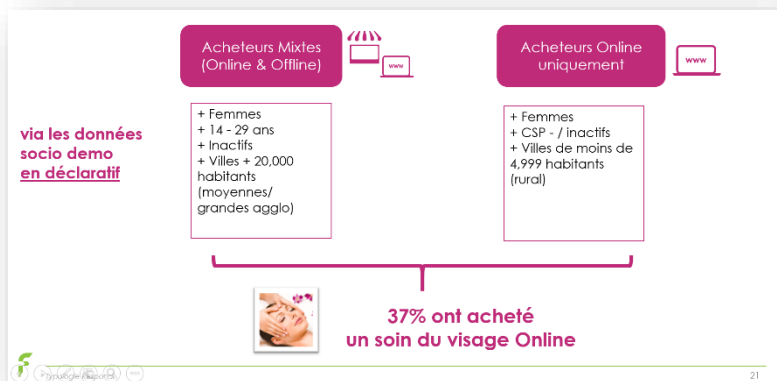 Acheteurs Mixtes
(Online & Offline)
www
Acheteurs Online
uniquement
www
via les données
socio demo
en déclaratif
+ Femmes
+ 14 - 29 ans
+ Inactifs
+ Villes + 20,000
habitants
(moyennes/
grandes agglo)
+ Femmes
+ CSP - / inactifs
+ Villes de moins de
4,999 habitants
(rural)
37% ont acheté
un soin du visage Online
21